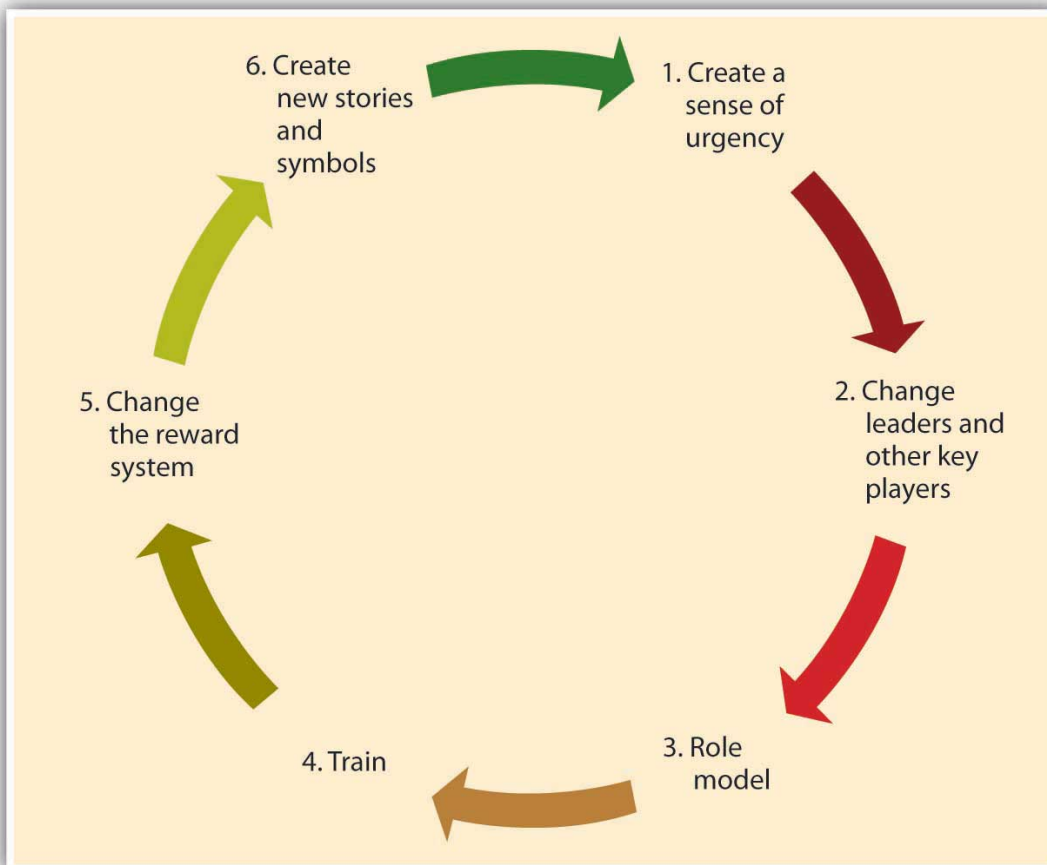 1. Create a
sense of
urgency
2. Change
leaders and
other key
players
3. Role
model
4. Train
5. Change
the reward
system
6. Create
new stories
and
symbols